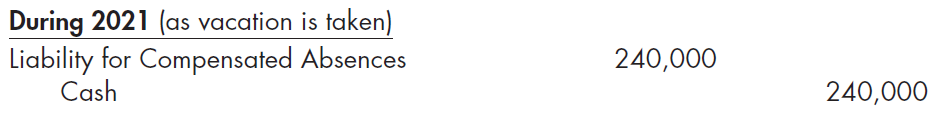 During 2021 (as vacation is taken)
Liability for Compensated Absences 240,000
Cash 240,000